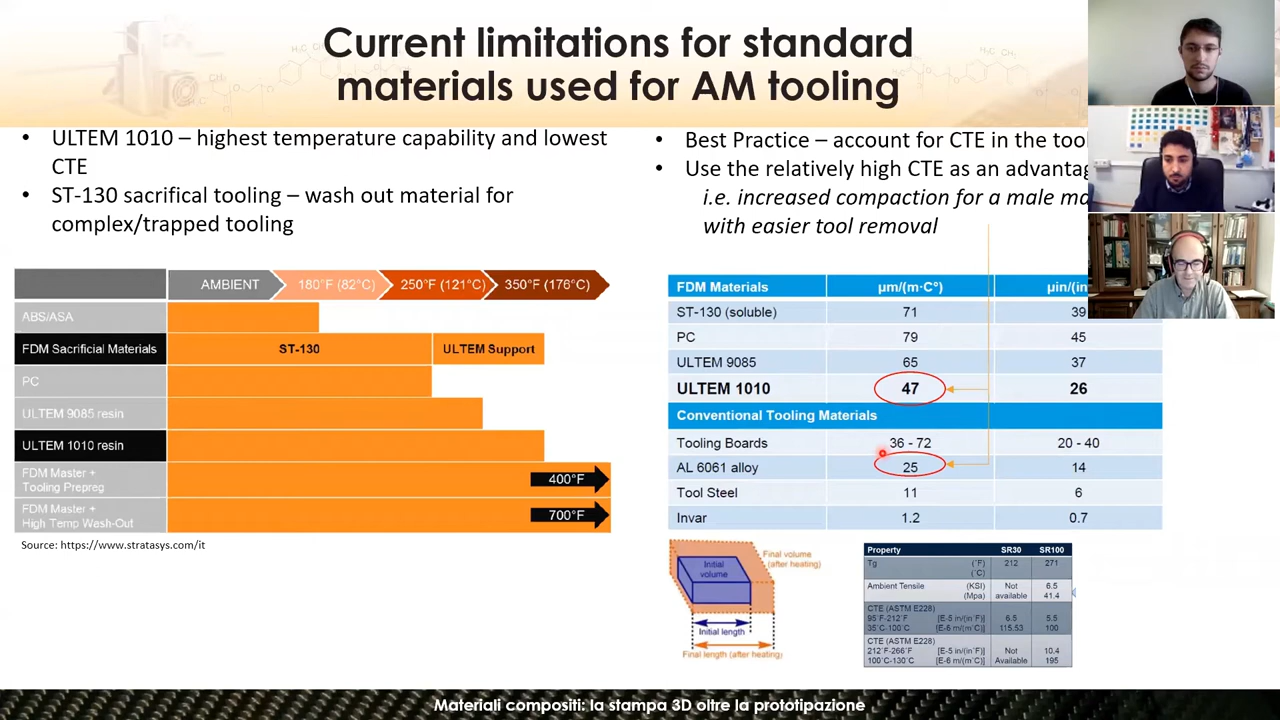 Current limitations for standard
materials used for AM tooling
• ULTEM 1010 – highest temperature capability and lowest
CTE
• ST-130 sacrifical tooling – wash out material for
complex/trapped tooling
• Best Practice – account for CTE in the
• Use the relatively high CTE as an
i.e. increased compaction for a male
with easier tool removal
AMBIENT 180°F (82°C) 250°F (121°C) 350°F (176°C)
ABS/ASA
FDM Sacrificial Materials ST-130 ULTEM Support
PC
ULTEM 9085 resin
ULTEM 1010 resin
FDM Master +
Tooling Prepreg 400°F
FDM Master +
High Temp Wash-Out 700°F
Source: https://www.stratasys.com/it
FDM Materials µm/(m·C°)
ST-130 (soluble) 71 39
PC 79 45
ULTEM 9085 65 37
ULTEM 1010 47 26
Conventional Tooling Materials
Tooling Boards 36 - 72 20 - 40
AL 6061 alloy 25 14
Tool Steel 11 6
Invar 1.2 0.7
Initial
volume
Final volume
(after heating)
Initial length
Final length (after heating)
Property SR30 SR100
Tg (°F) 212 271
(°C)
Ambient Tensile (KSI) Not 6.5
(Mpa) available 41.4
CTE (ASTM E228)
95°F-212°F [E-5 in/(in°F)] 6.5 5.5
35°C-100°C [E-6 m/(m°C)] 115.53 100
CTE (ASTM E228)
212°F-266°F [E-5 in/(in°F)] Not 10.4
100°C-130°C [E-6 m/(m°C)] Available 195
Materiali compositi: la stampa 3D oltre la prototipazione